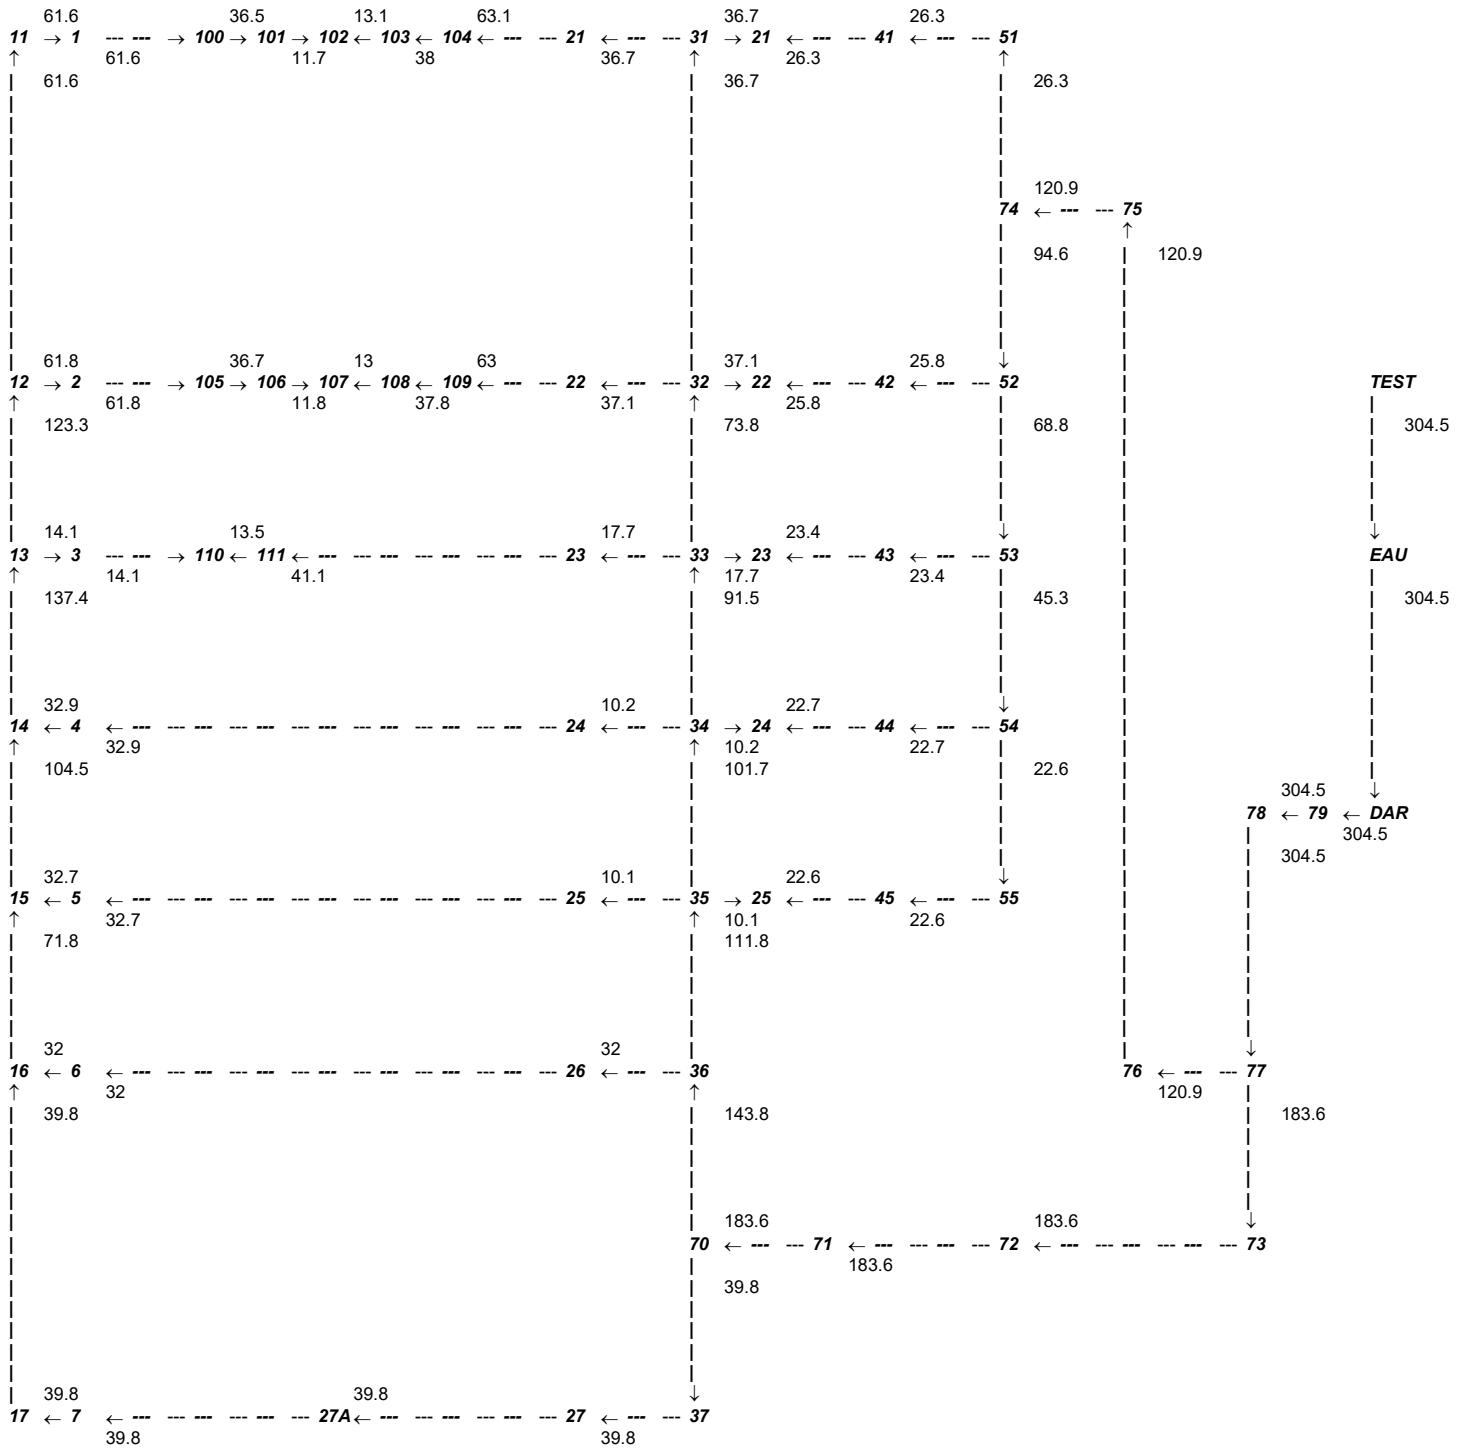 61.6 36.5 13.1 63.1 36.7 26.3
11 → 1 --- --- → 100 → 101 → 102 ← 103 ← 104 ← --- --- 21 ← --- --- 31 → 21 ← --- --- 41 ← --- --- 51
61.6 11.7 38 36.7 26.3
61.6 36.7 26.3
120.9
74 ← --- --- 75
94.6 120.9
61.8 36.7 13 63 37.1 25.8
12 → 2 --- --- → 105 → 106 → 107 ← 108 ← 109 ← --- --- 22 ← --- --- 32 → 22 ← --- --- 42 ← --- --- 52 TEST
61.8 11.8 37.8 37.1 25.8
123.3 73.8 68.8 304.5
14.1 13.5 17.7 23.4
13 → 3 --- --- → 110 ← 111 ← --- --- --- --- --- --- --- --- 23 ← --- --- 33 → 23 ← --- --- 43 ← --- --- 53 EAU
14.1 41.1 17.7 23.4
137.4 91.5 45.3 304.5
32.9 10.2 22.7
14 ← 4 ← --- --- --- --- --- --- --- --- --- --- --- --- --- --- 24 ← --- --- 34 → 24 ← --- --- 44 ← --- --- 54
32.9 10.2 22.7
104.5 101.7 22.6
304.5
78 ← 79 ← DAR
304.5
304.5
32.7 10.1 22.6
15 ← 5 ← --- --- --- --- --- --- --- --- --- --- --- --- --- --- 25 ← --- --- 35 → 25 ← --- --- 45 ← --- --- 55
32.7 10.1 22.6
71.8 111.8
32 32
16 ← 6 ← --- --- --- --- --- --- --- --- --- --- --- --- --- --- 26 ← --- --- 36 76 ← --- --- 77
32 120.9
39.8 143.8 183.6
183.6 183.6
70 ← --- --- 71 ← --- --- --- --- 72 ← --- --- --- --- --- --- 73
183.6
39.8
39.8 39.8
17 ← 7 ← --- --- --- --- --- --- 27A ← --- --- --- --- --- --- 27 ← --- --- 37
39.8 39.8